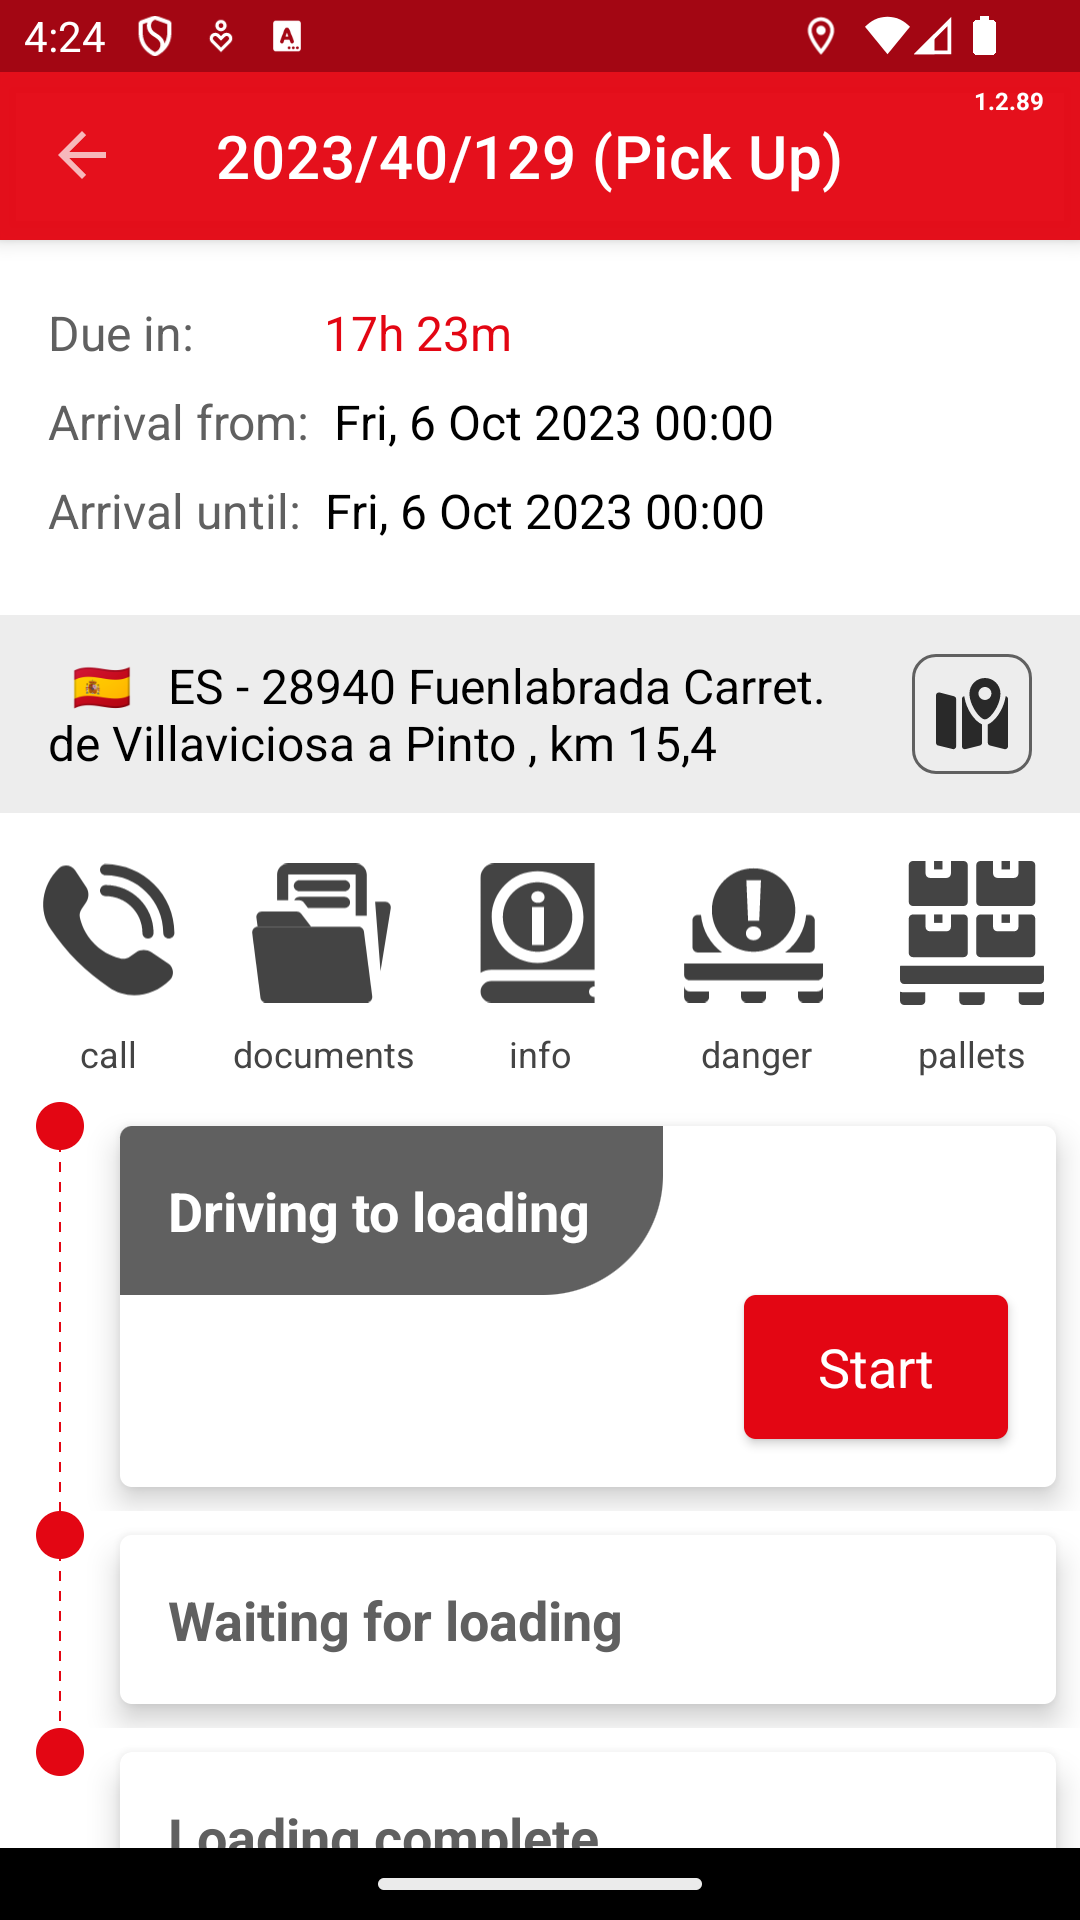 4:24
1.2.89
2023/40/129 (Pick Up)
Due in: 17h 23m
Arrival from: Fri, 6 Oct 2023 00:00
Arrival until: Fri, 6 Oct 2023 00:00
ES - 28940 Fuenlabrada Carret.
de Villaviciosa a Pinto , km 15,4
call documents info danger pallets
Driving to loading
Start
Waiting for loading
Loading complete